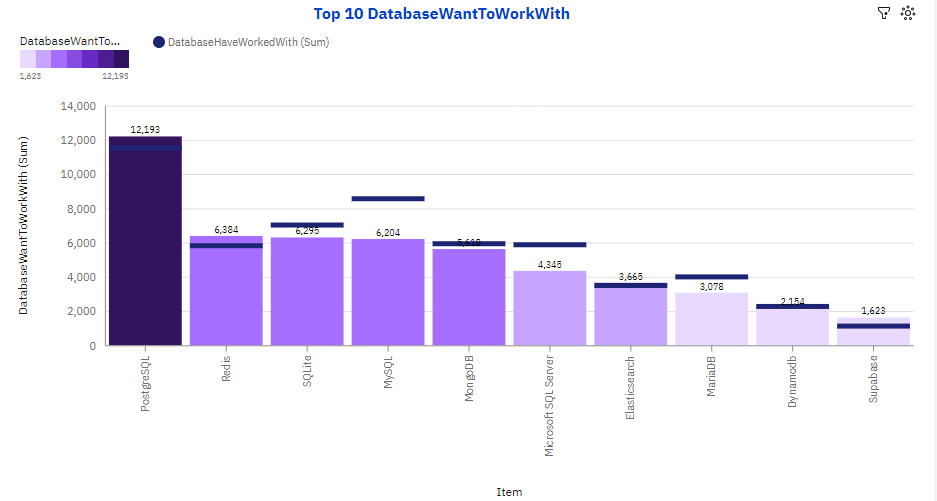 Top 10 DatabaseWantToWorkWith
DatabaseWantTo...
DatabaseHaveWorkedWith (Sum)
1,623
12,193
DatabaseWantToWorkWith (Sum)
14,000
12,000
10,000
8,000
6,000
4,000
2,000
0
12,193
6,384
6,295
6,204
4,345
3,665
3,078
2,154
1,623
PostgreSQL
Redis
SQLite
MySQL
MongoDB
Microsoft SQL Server
Elasticsearch
MariaDB
Dynamodb
Supabase
Item